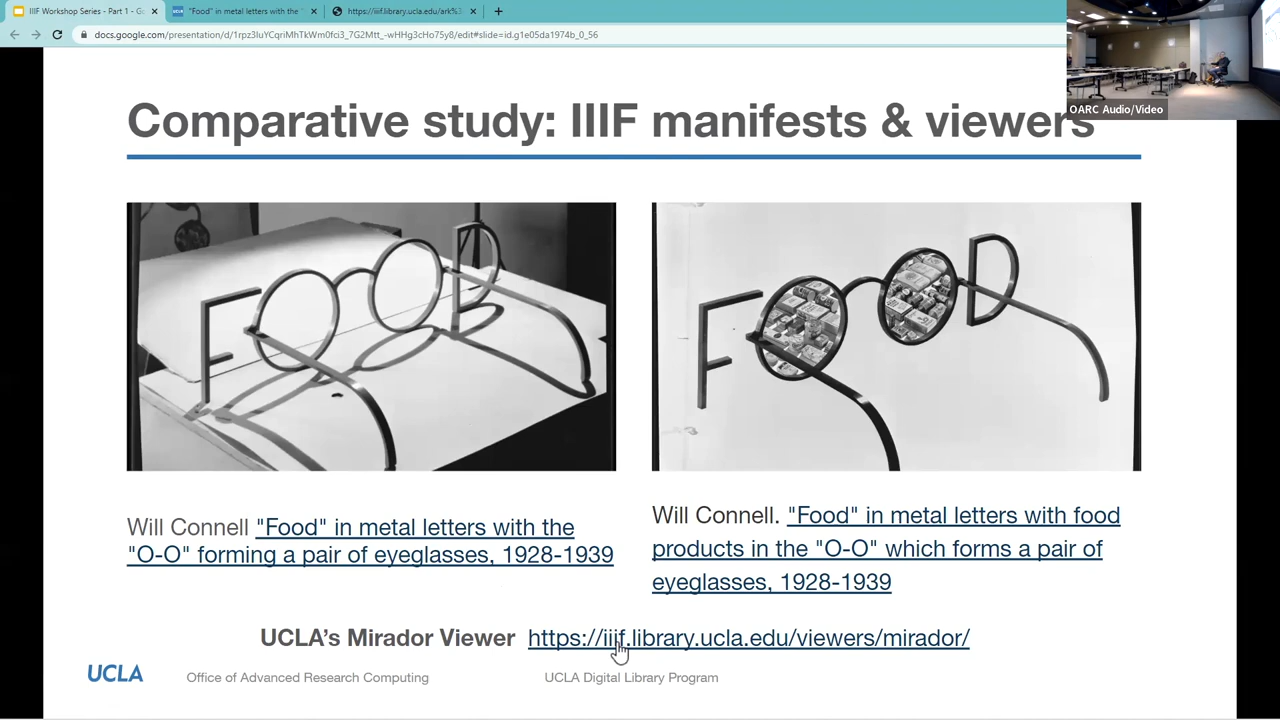 IIIF Workshop Series - Part 1 - G
"Food" in metal letters with the "
https://iiif.library.ucla.edu/ark%3
docs.google.com/presentation/d/1rpz3IuYCqriMhTkWm0fci3_7G2Mtt_-wHHg3cHo75y8/edit#slide=id.g1e05da1974b_0_56
OARC Audio/Video
Comparative study: IIIF manifests & viewers
Will Connell "Food" in metal letters with the
"O-O" forming a pair of eyeglasses, 1928-1939
Will Connell. "Food" in metal letters with food
products in the "O-O" which forms a pair of
eyeglasses, 1928-1939
UCLA's Mirador Viewer https://iiif.library.ucla.edu/viewers/mirador/
UCLA Office of Advanced Research Computing UCLA Digital Library Program